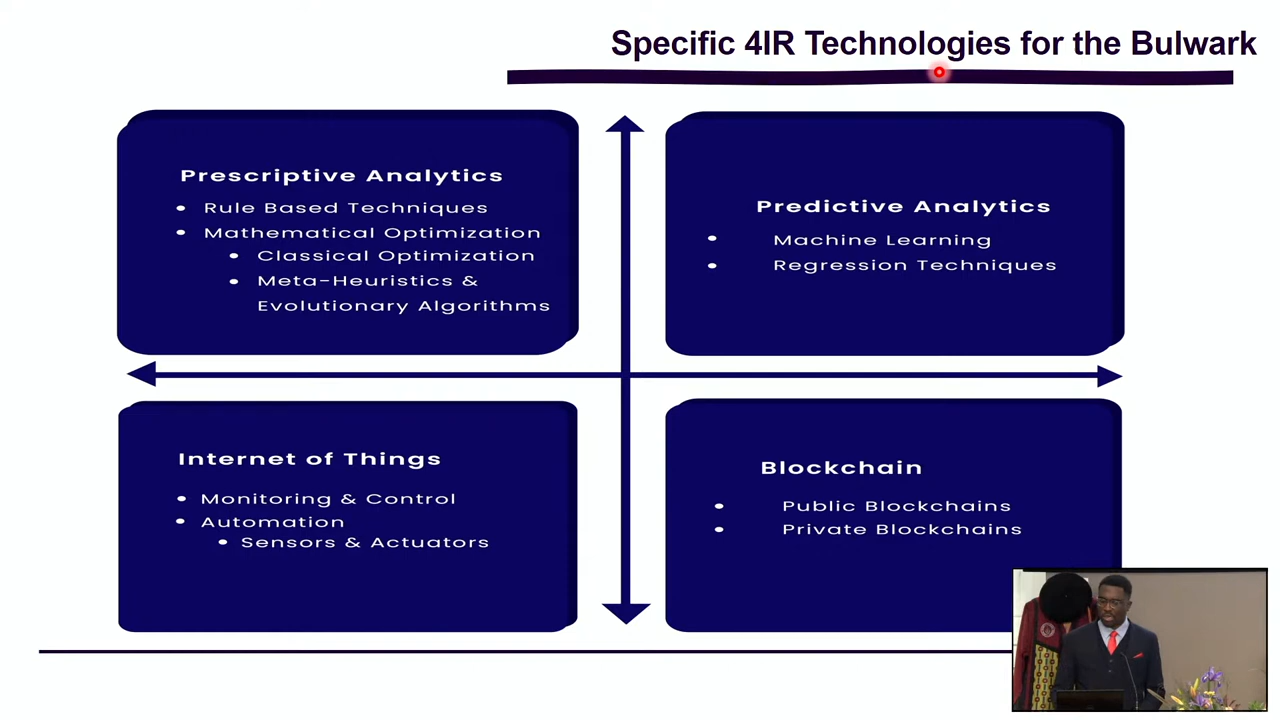 Specific 4IR Technologies for the Bulwark
Prescriptive Analytics
Rule Based Techniques
Mathematical Optimization
Classical Optimization
Meta-Heuristics &
Evolutionary Algorithms
Predictive Analytics
Machine Learning
Regression Techniques
Internet of Things
Monitoring & Control
Automation
Sensors & Actuators
Blockchain
Public Blockchains
Private Blockchains